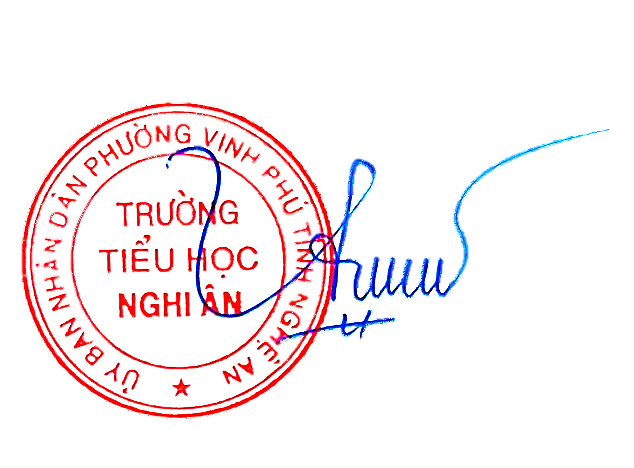 ỦY BAN NHÂN DÂN PHƯỜNG VINH PHÚ TỈNH NGHỆ AN
TRƯỜNG
TIỂU HỌC
NGHI ÂN